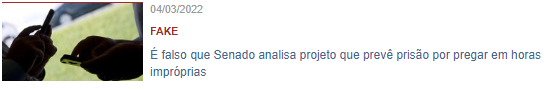 04/03/2022
FAKE
É falso que Senado analisa projeto que prevê prisão por pregar em horas
impróprias